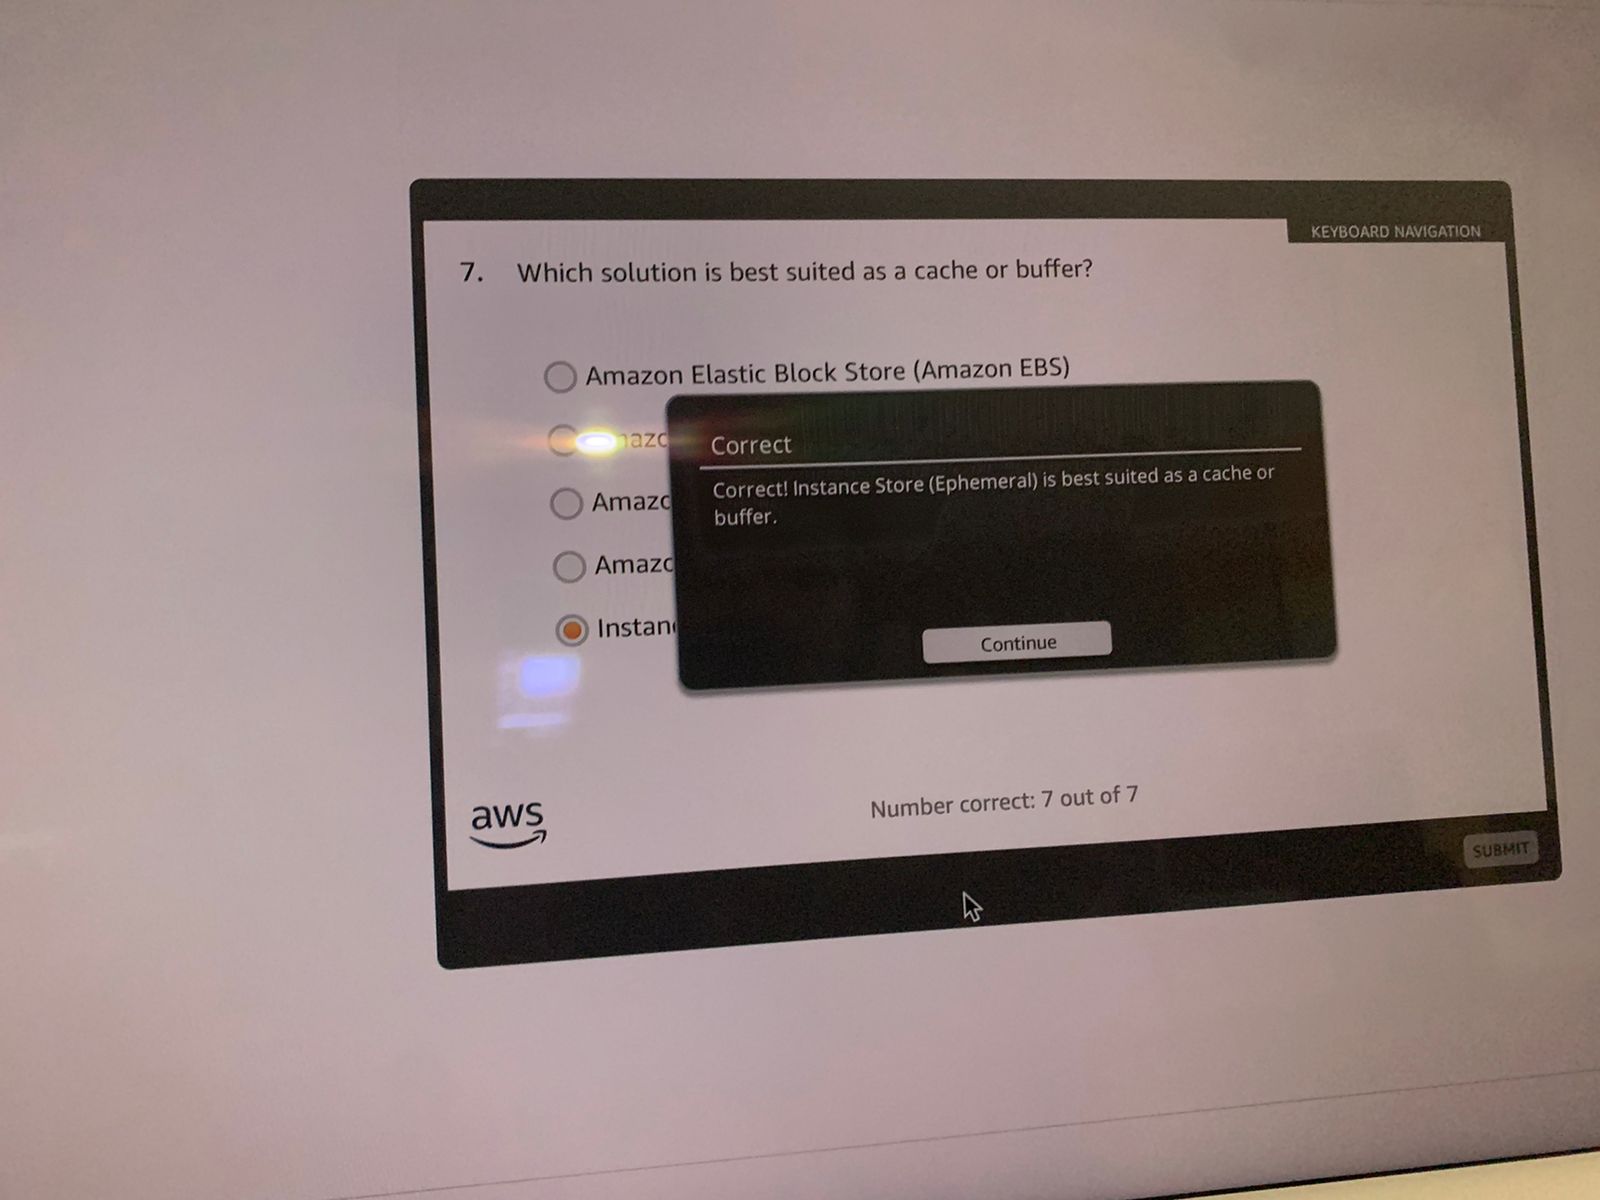 KEYBOARD NAVIGATION
7. Which solution is best suited as a cache or buffer?
Amazon Elastic Block Store (Amazon EBS)
mazo
Amazo
Amazo
Instan
Correct
Correct! Instance Store (Ephemeral) is best suited as a cache or
buffer.
Continue
Number correct: 7 out of 7
aws
SUBMIT